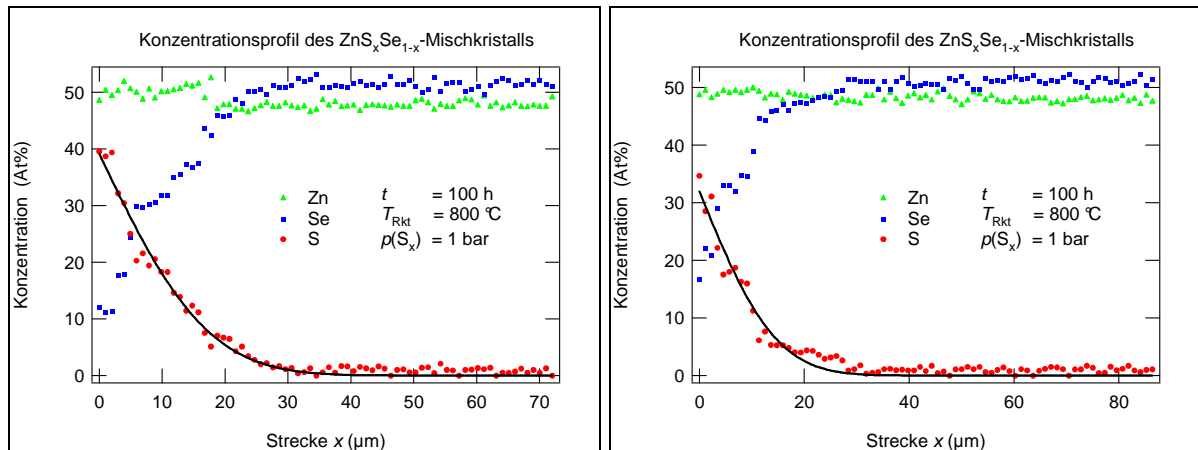 Konzentrationsprofil des ZnSₓSe₁₋ₓ-Mischkristalls
Konzentration (At%)
50
40
30
20
10
0
Zn
Se
S
t = 100 h
T_Rkt = 800 °C
p(Sₓ) = 1 bar
0 10 20 30 40 50 60 70
Strecke x (µm)
Konzentrationsprofil des ZnSₓSe₁₋ₓ-Mischkristalls
Konzentration (At%)
50
40
30
20
10
0
Zn
Se
S
t = 100 h
T_Rkt = 800 °C
p(Sₓ) = 1 bar
0 20 40 60 80
Strecke x (µm)